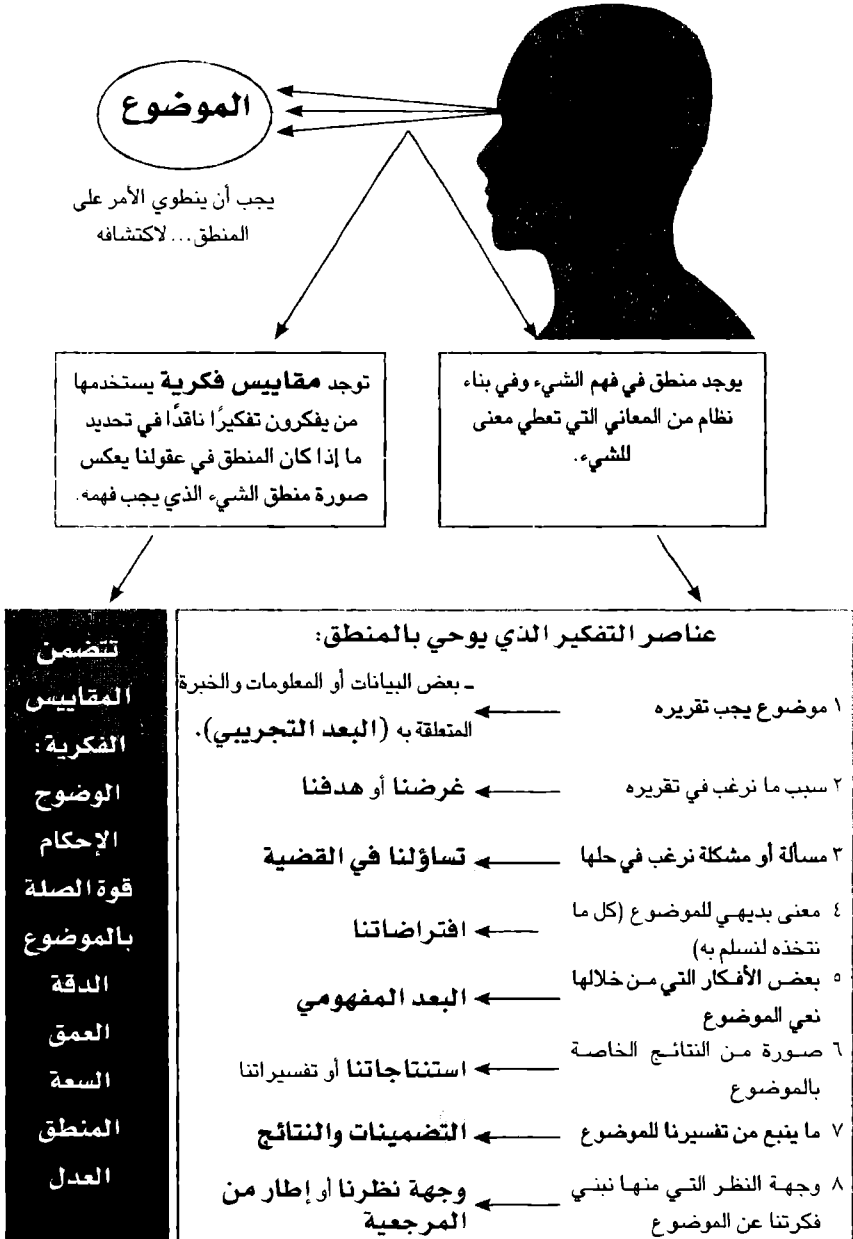 الموضوع
يجب أن ينطوي الأمر على
المنطق... لاكتشافه
يوجد منطق في فهم الشيء وفي بناء
نظام من المعاني التي تعطي معنى
للشيء.
توجد مقاييس فكرية يستخدمها
من يفكرون تفكيرًا ناقدًا في تحديد
ما إذا كان المنطق في عقولنا يعكس
صورة منطق الشيء الذي يجب فهمه.
عناصر التفكير الذي يوحي بالمنطق:
١ موضوع يجب تقريره
ـ بعض البيانات أو المعلومات والخبرة
المتعلقة به (البعد التجريبي).
٢ سبب ما نرغب في تقريره
غرضنا أو هدفنا
٣ مسألة أو مشكلة نرغب في حلها
تساؤلنا في القضية
٤ معنى بديهي للموضوع (كل ما
نتخذه لنسلم به)
افتراضاتنا
٥ بعض الأفكار التي من خلالها
نعي الموضوع
البعد المفهومي
٦ صورة من النتائج الخاصة
بالموضوع
استنتاجاتنا أو تفسيراتنا
٧ ما ينبع من تفسيرنا للموضوع
التضمينات والنتائج
٨ وجهة النظر التي منها نبني
فكرتنا عن الموضوع
وجهة نظرنا أو إطار من
المرجعية
تتضمن
المقاييس
الفكرية:
الوضوح
الإحكام
قوة الصلة
بالموضوع
الدقة
العمق
السعة
المنطق
العدل